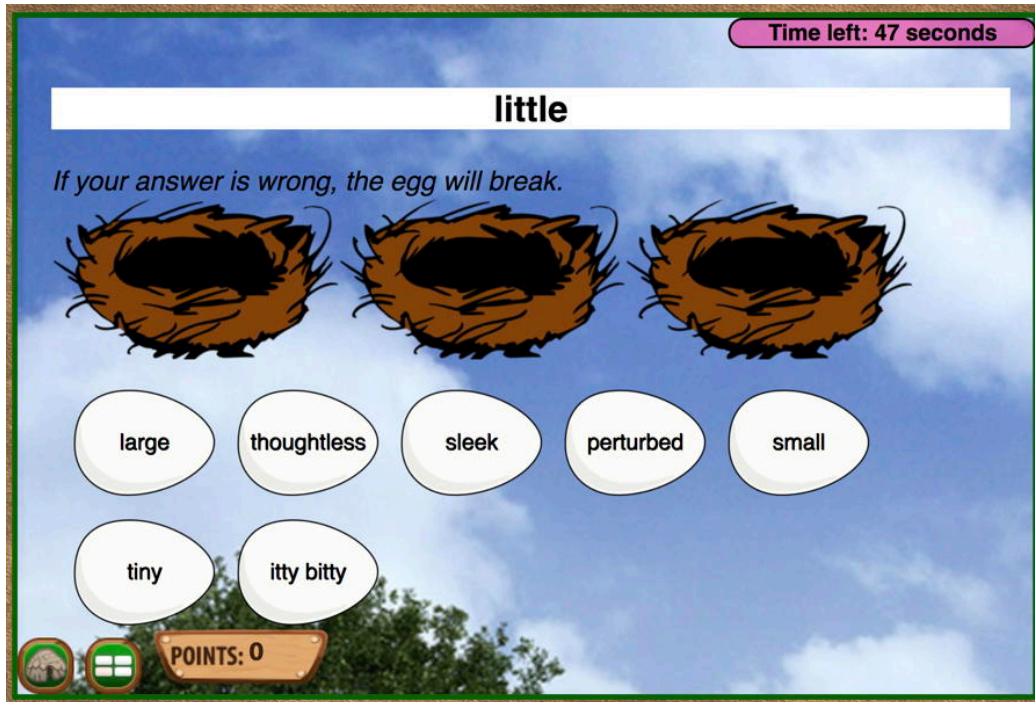 Time left: 47 seconds
little
If your answer is wrong, the egg will break.
large thoughtless sleek perturbed small
tiny itty bitty
POINTS: 0